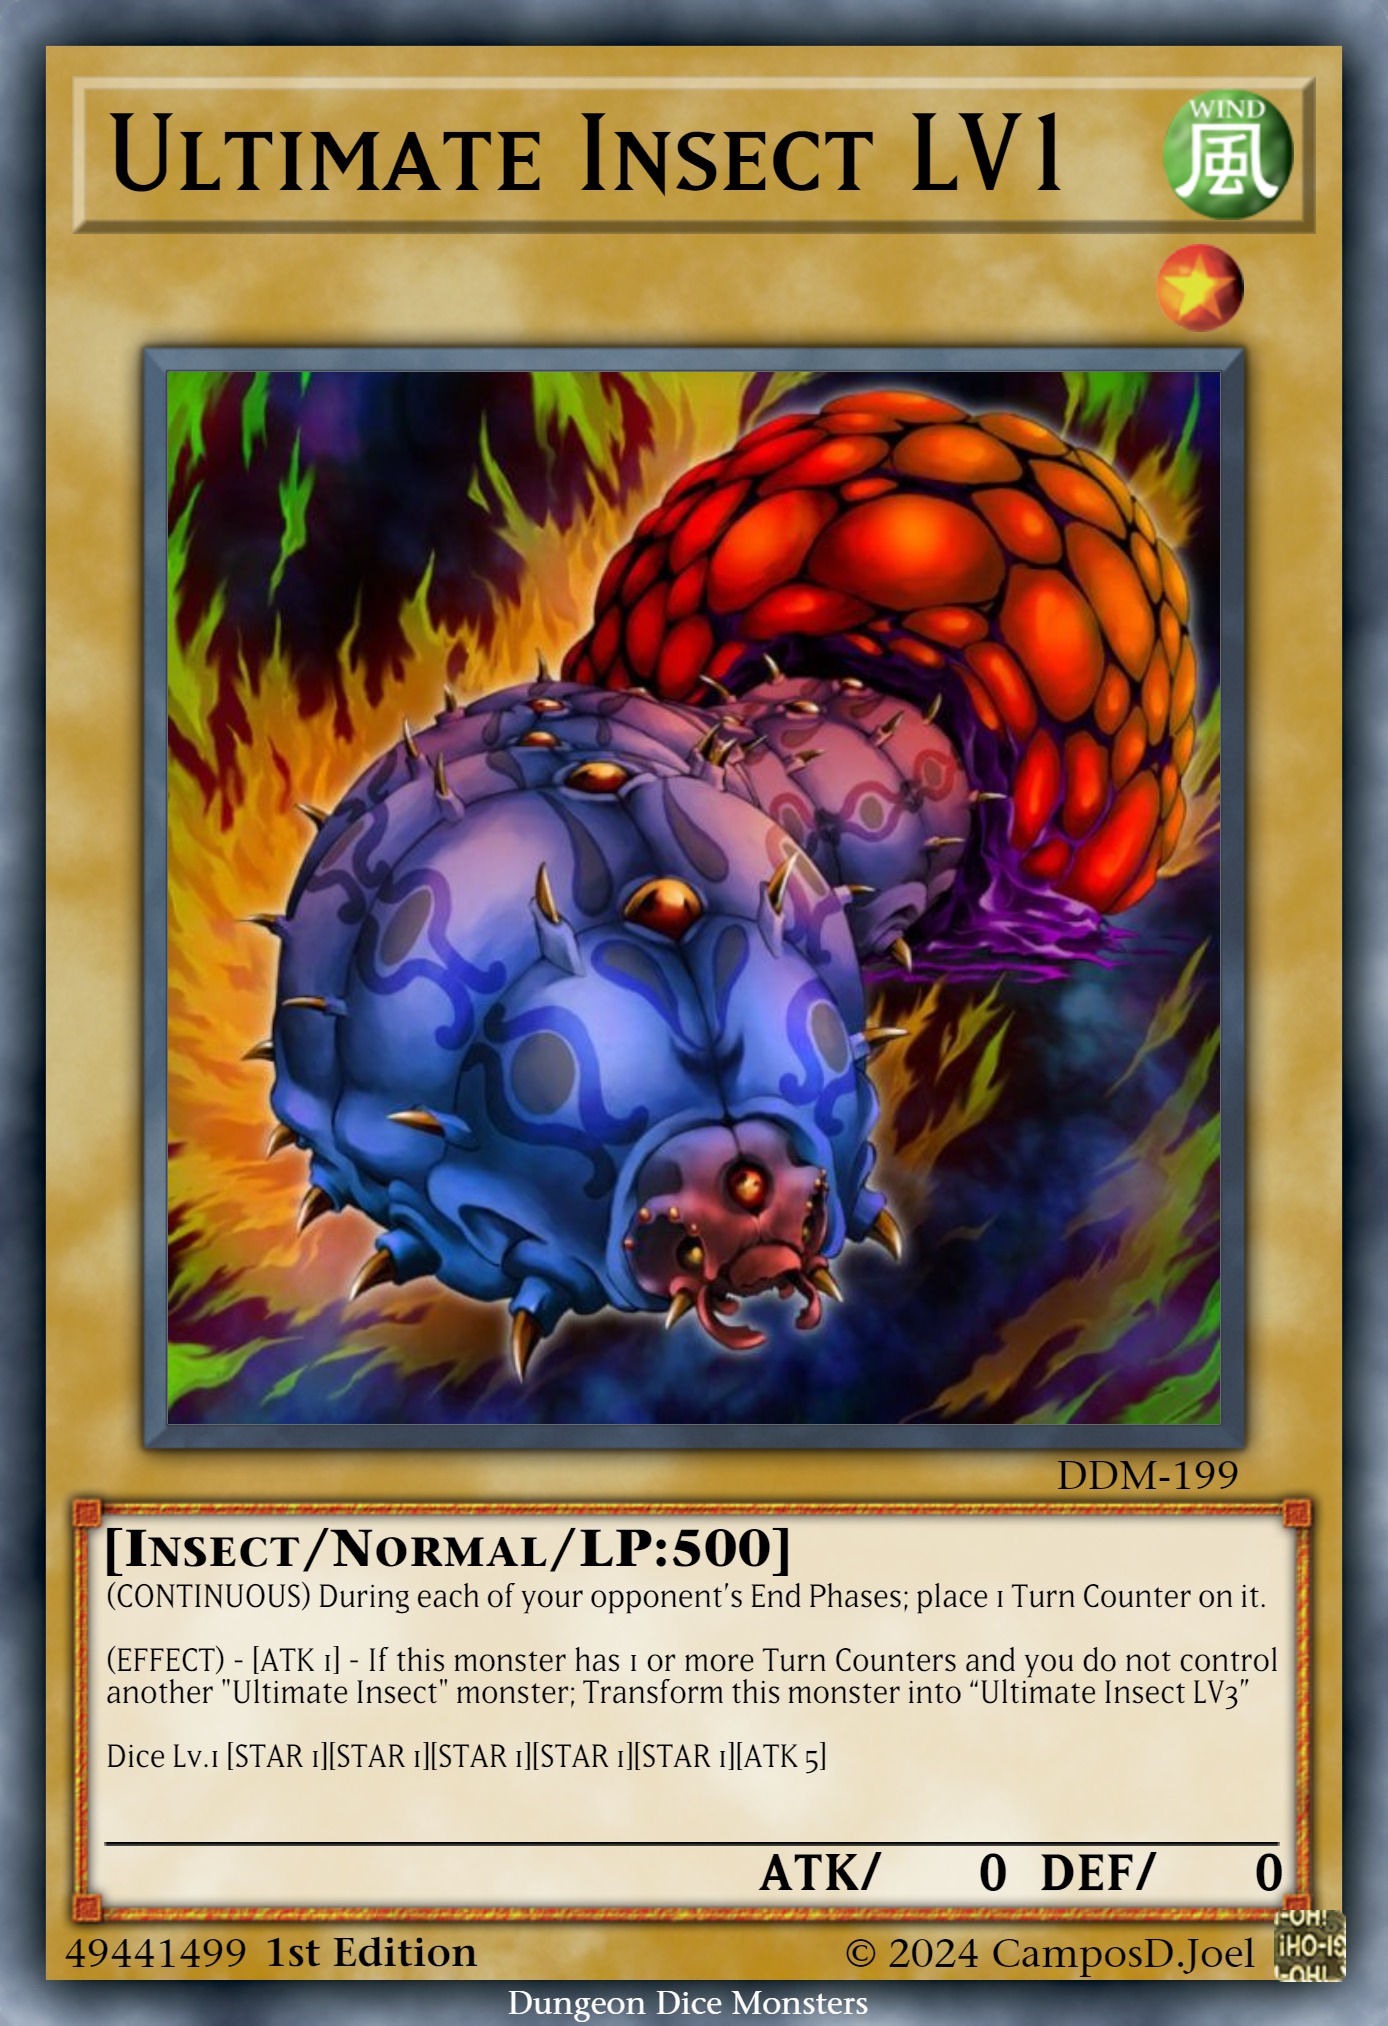 ULTIMATE INSECT LV1
WIND
風
DDM-199
[INSECT/NORMAL/LP:500]
(CONTINUOUS) During each of your opponent's End Phases; place 1 Turn Counter on it.
(EFFECT) - [ATK 1] - If this monster has 1 or more Turn Counters and you do not control
another "Ultimate Insect" monster; Transform this monster into “Ultimate Insect LV3”
Dice Lv.1 [STAR 1][STAR 1][STAR 1][STAR 1][STAR 1][ATK 5]
ATK/ 0 DEF/ 0
49441499 1st Edition © 2024 CamposD.Joel
Dungeon Dice Monsters